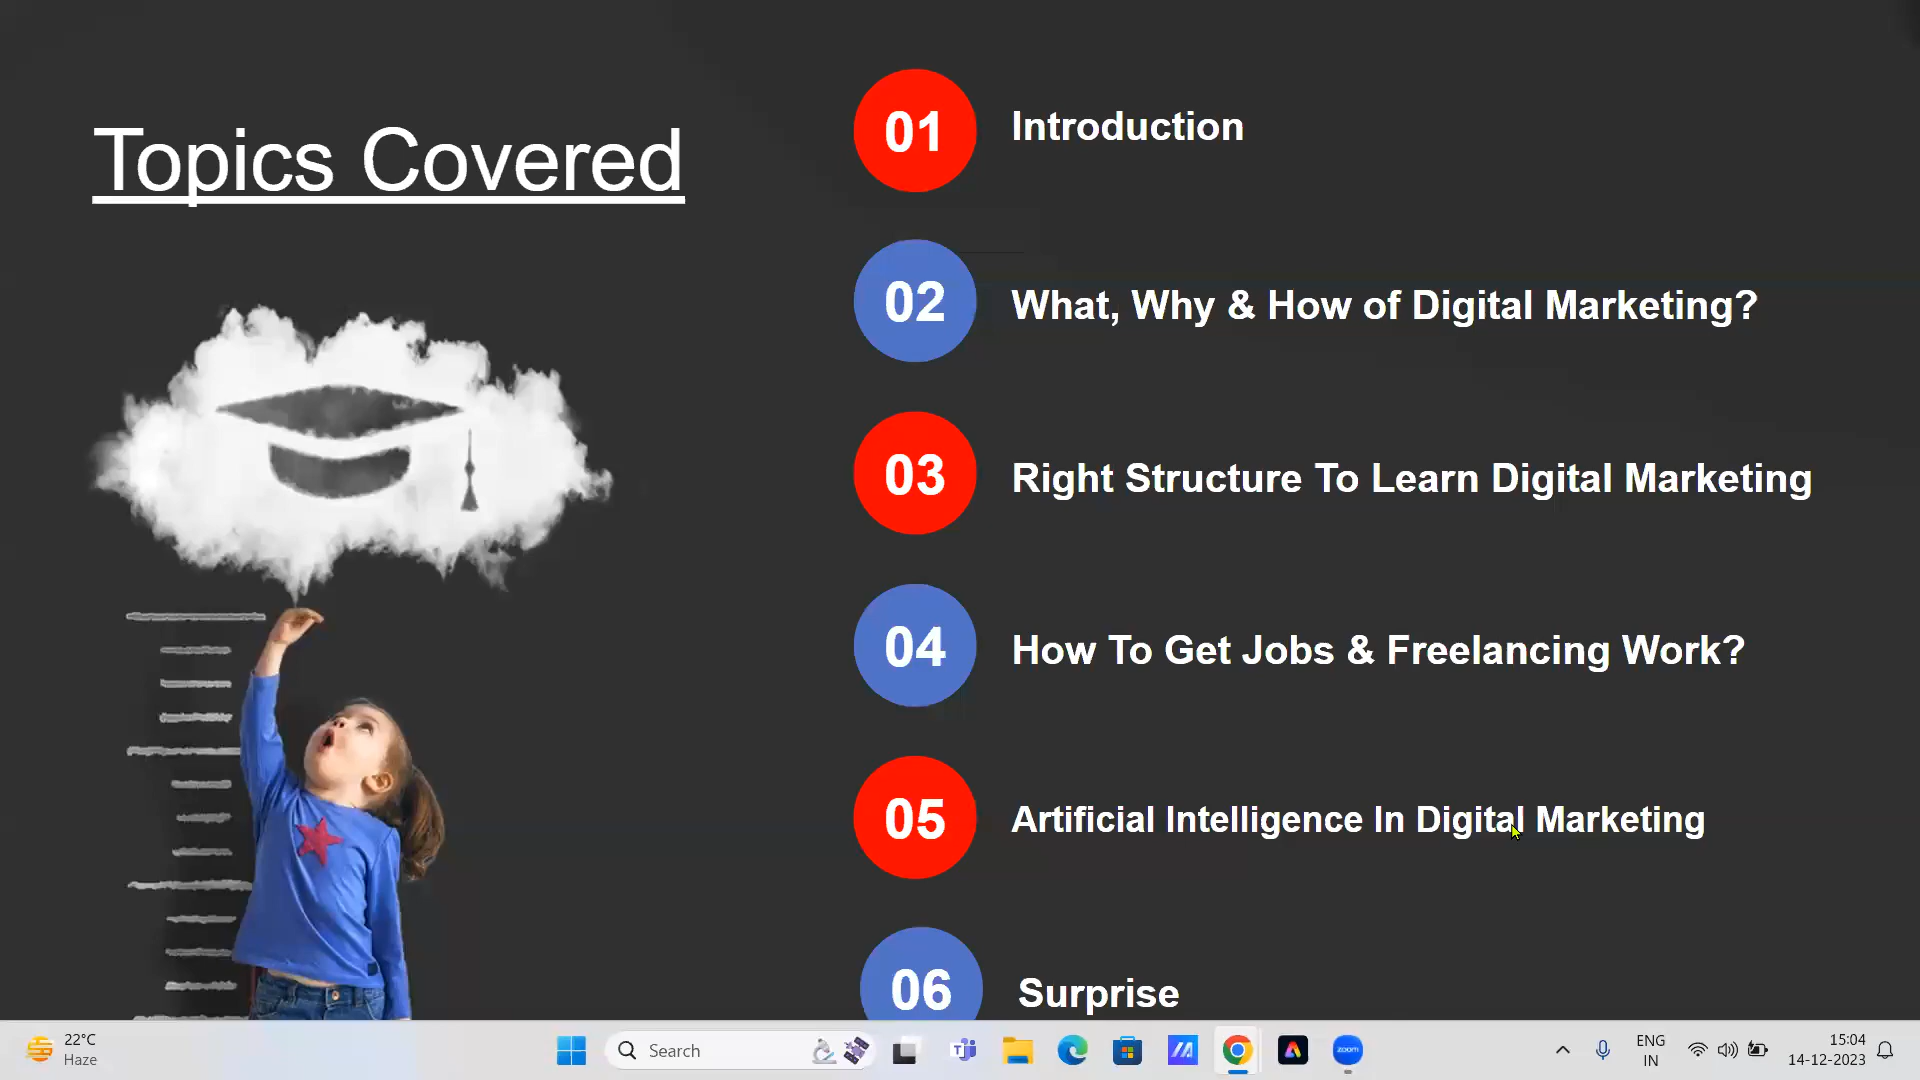 Topics Covered
01
Introduction
02
What, Why & How of Digital Marketing?
03
Right Structure To Learn Digital Marketing
04
How To Get Jobs & Freelancing Work?
05
Artificial Intelligence In Digital Marketing
06
Surprise
22°C
Haze
Search
zoom
ENG
IN
15:04
14-12-2023